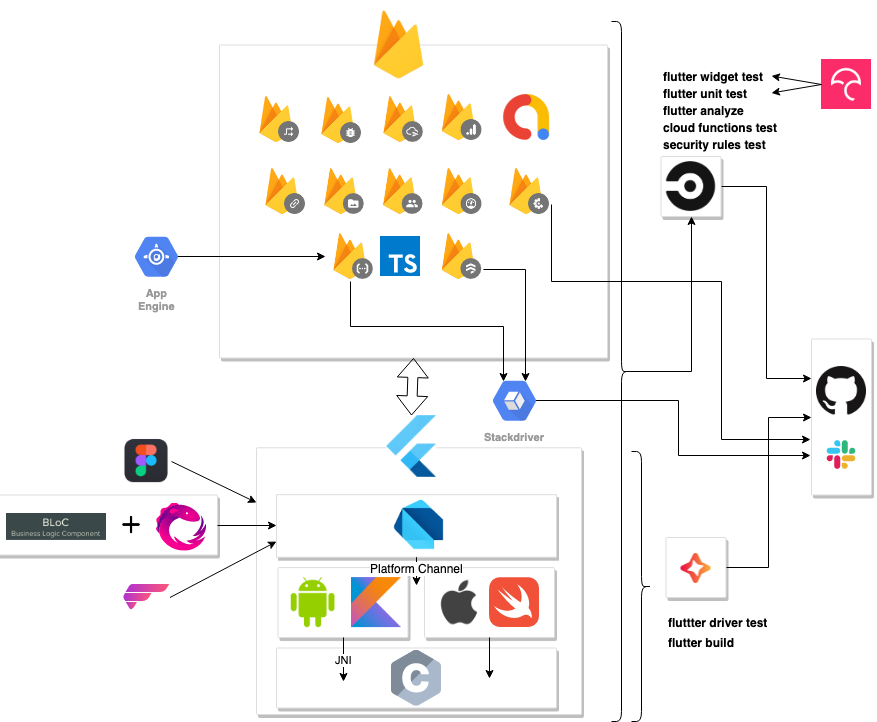 flutter widget test
flutter unit test
flutter analyze
cloud functions test
security rules test
TS
App
Engine
Stackdriver
BLoC
Business Logic Component
+
Platform Channel
JNI
C
fluttter driver test
flutter build